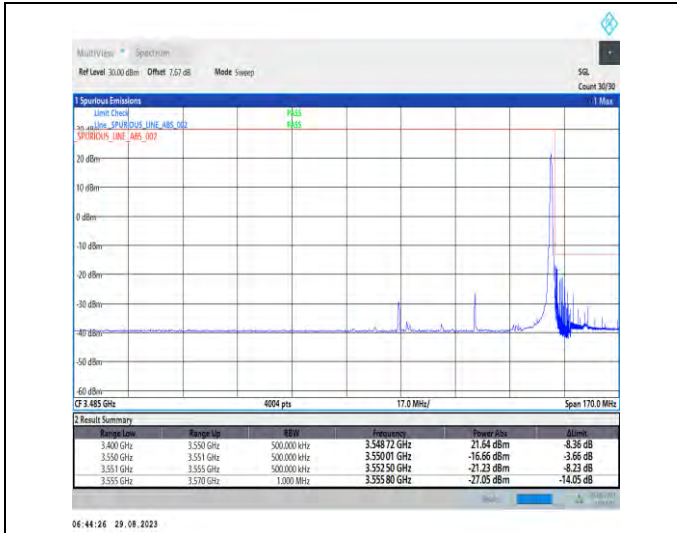 MultiView Spectrum
Ref Level 30.00 dBm Offset 7.67 dB Mode Sweep SGL
Count 30/30
1 Spurious Emissions 1 Max
Limit Check PASS
Line _SPURIOUS_LINE_ABS_002 PASS
_SPURIOUS_LINE_ABS_002
20 dBm
10 dBm
0 dBm
-10 dBm
-20 dBm
-30 dBm
-40 dBm
-50 dBm
-60 dBm
CF 3.485 GHz 4004 pts 17.0 MHz/ Span 170.0 MHz
2 Result Summary
Range Low Range Up RBW Frequency Power Abs ΔLimit
3.400 GHz 3.550 GHz 500.000 kHz 3.548 72 GHz 21.64 dBm -8.36 dB
3.550 GHz 3.551 GHz 500.000 kHz 3.550 01 GHz -16.66 dBm -3.66 dB
3.551 GHz 3.555 GHz 500.000 kHz 3.552 50 GHz -21.23 dBm -8.23 dB
3.555 GHz 3.570 GHz 1.000 MHz 3.555 80 GHz -27.05 dBm -14.05 dB
06:44:26 29.08.2023